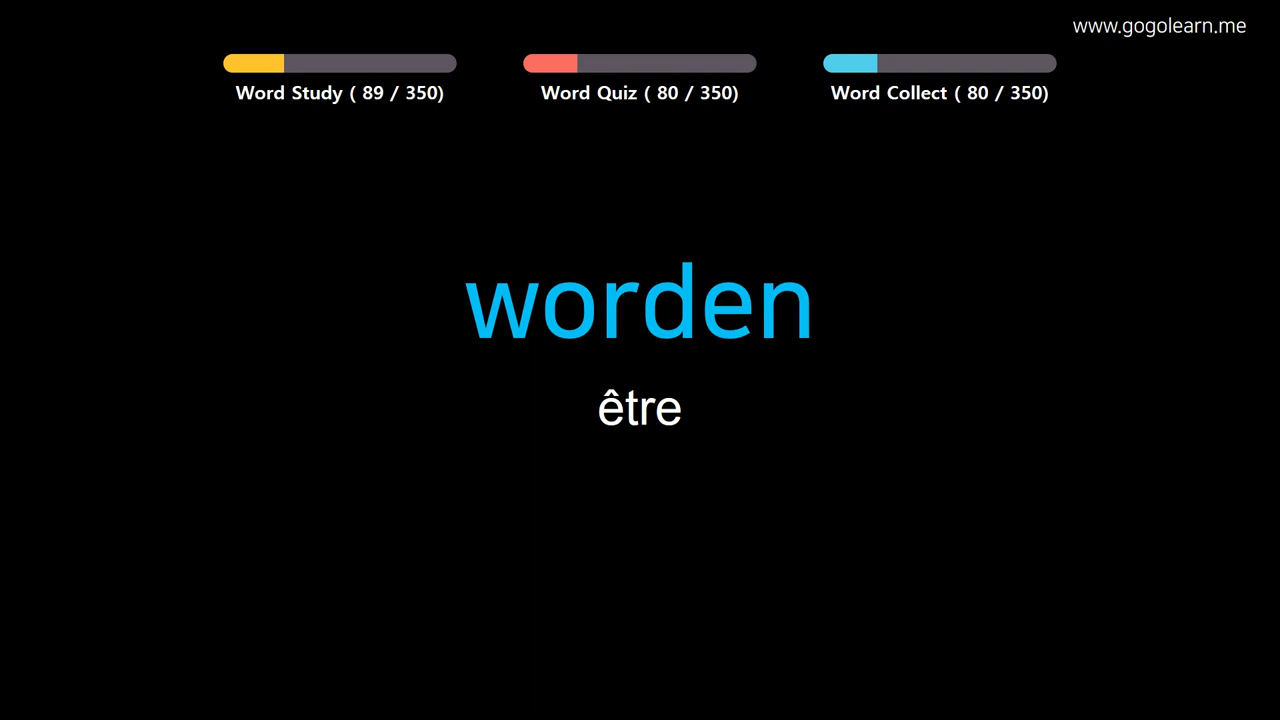 www.gogolearn.me
Word Study ( 89 / 350)
Word Quiz ( 80 / 350)
Word Collect ( 80 / 350)
worden
être